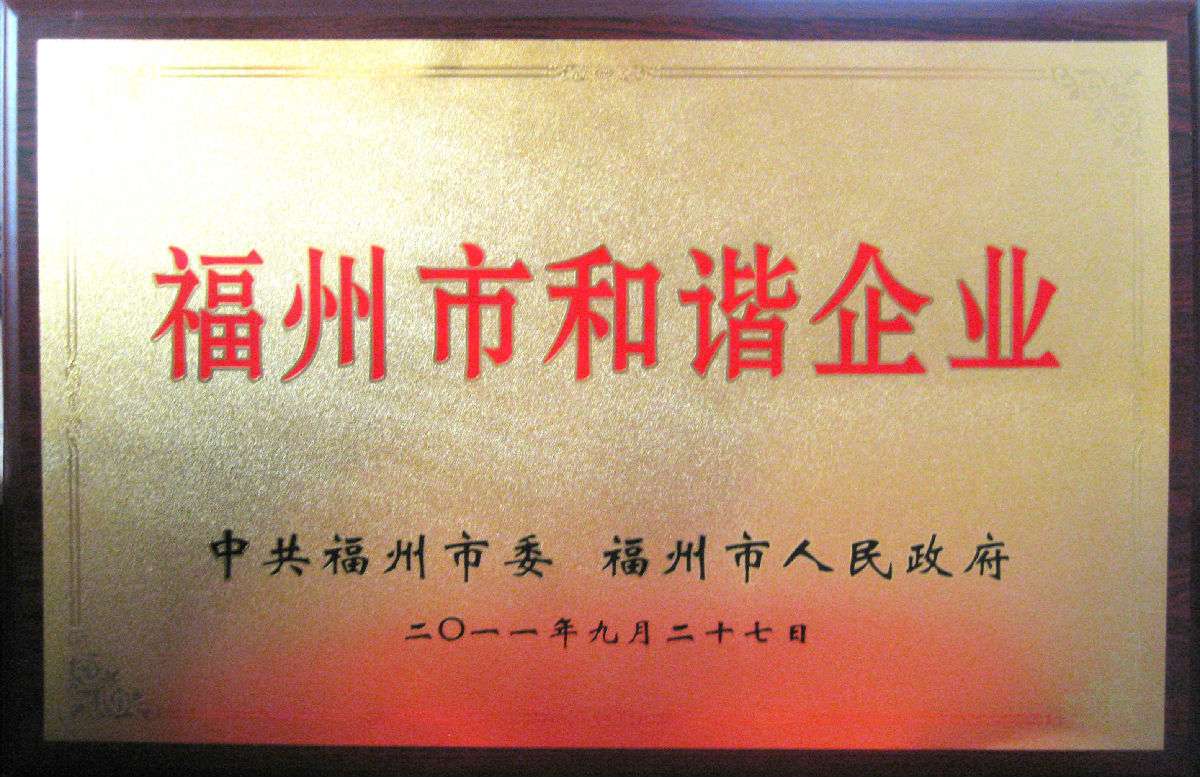 福州市和谐企业
中共福州市委 福州市人民政府
二〇一一年九月二十七日